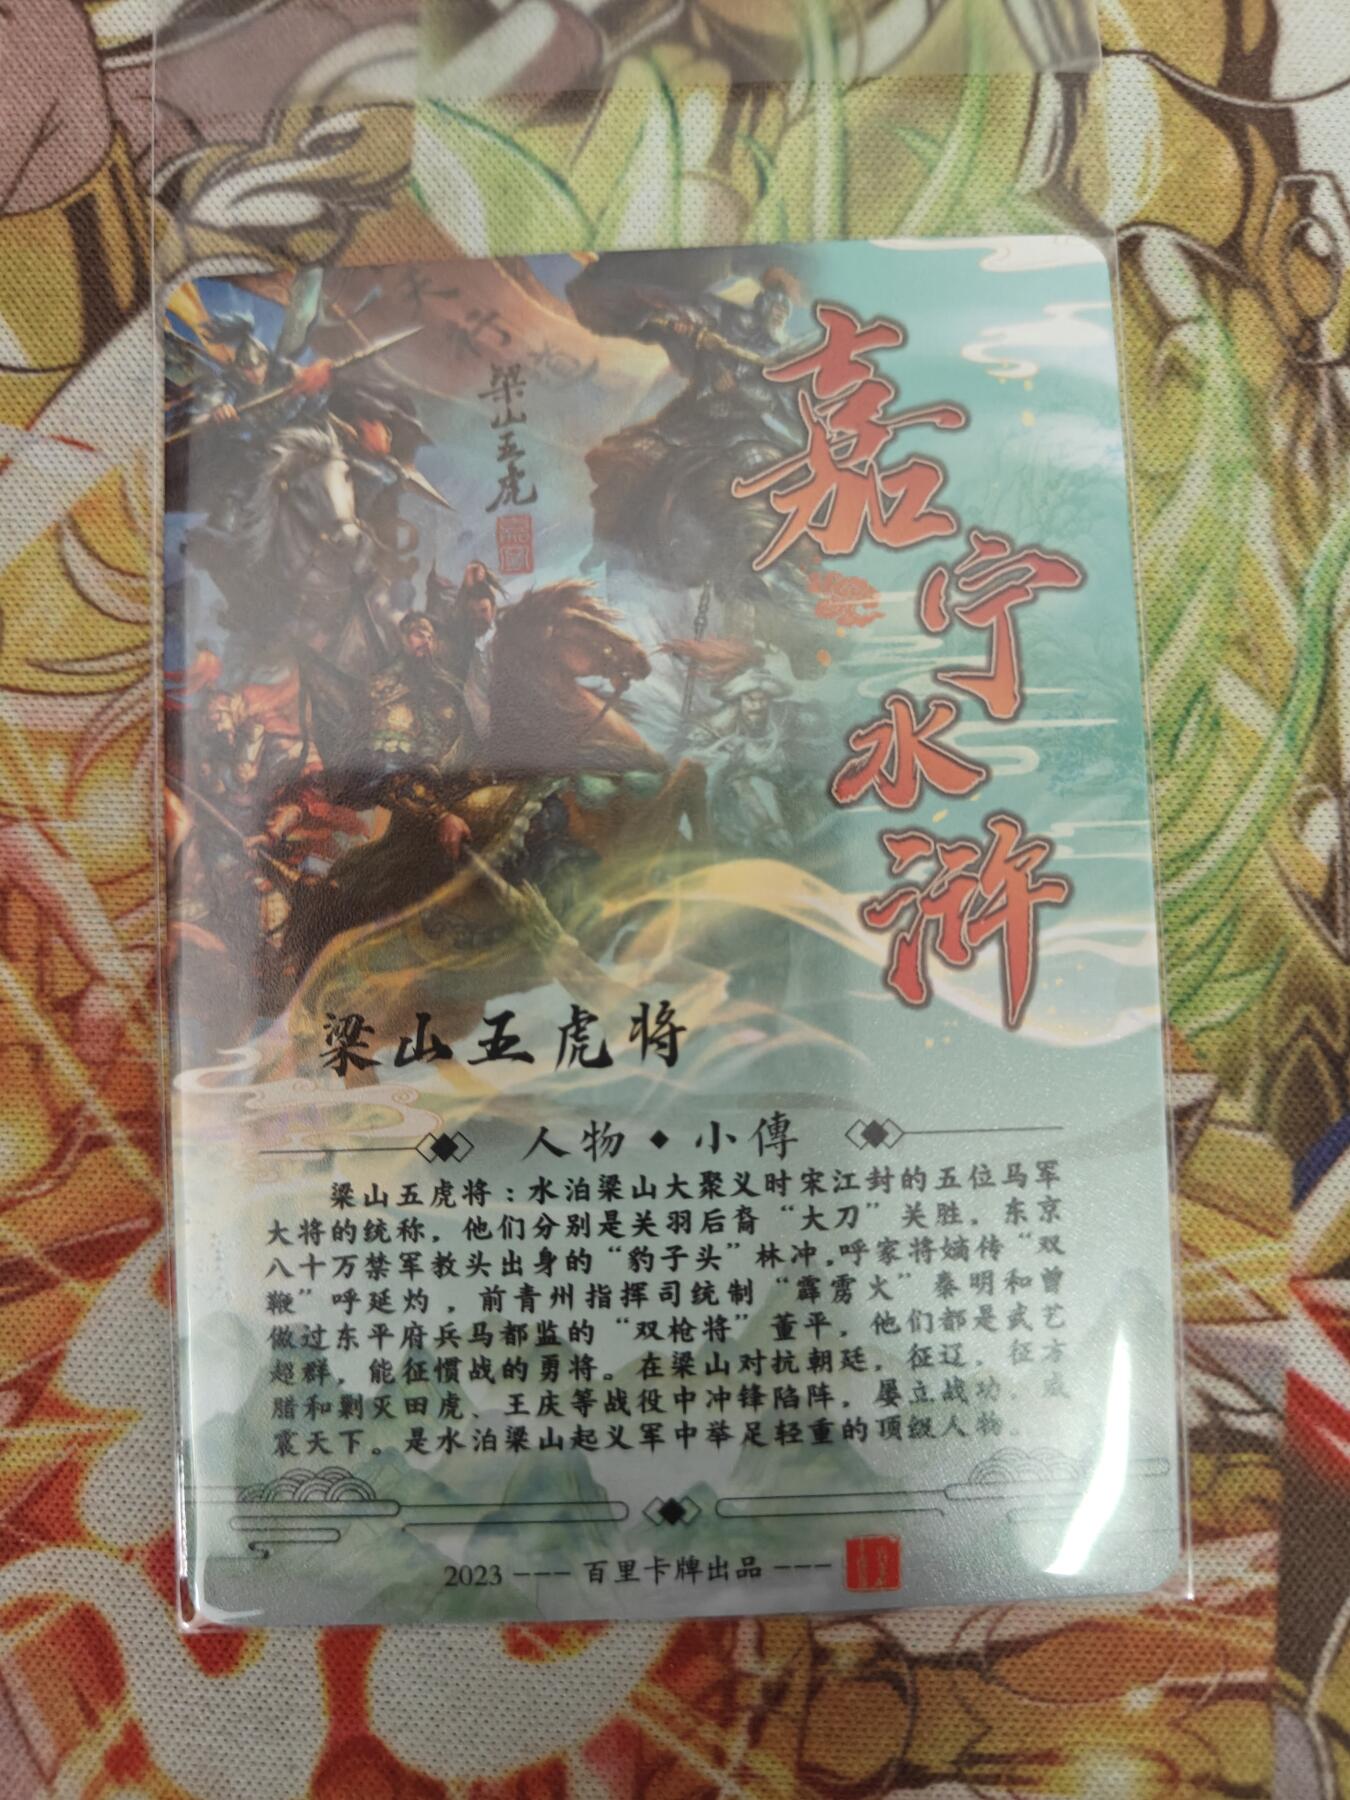 天行道
梁山五虎
嘉宁水浒
梁山五虎将
人物◆小傳
梁山五虎将：水泊梁山大聚义时宋江封的五位马军
大将的统称，他们分别是关羽后裔“大刀”关胜，东京
八十万禁军教头出身的“豹子头”林冲,呼家将嫡传“双
鞭”呼延灼，前青州指挥司统制“霹雳火”秦明和曾
做过东平府兵马都监的“双枪将”董平，他们都是武艺
超群，能征惯战的勇将。在梁山对抗朝廷，征辽，征方
腊和剿灭田虎、王庆等战役中冲锋陷阵，屡立战功，威
震天下。是水泊梁山起义军中举足轻重的顶级人物。
2023---百里卡牌出品---